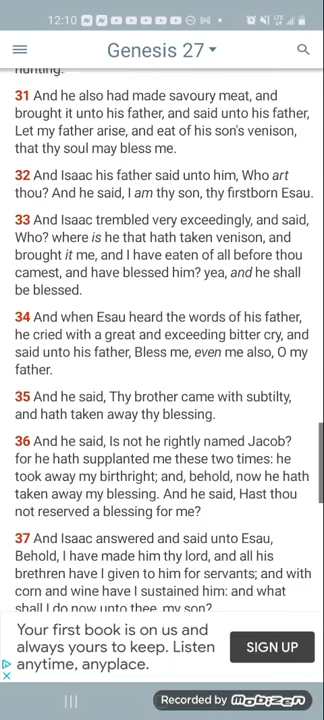 12:10
Genesis 27
hunting.
31 And he also had made savoury meat, and
brought it unto his father, and said unto his father,
Let my father arise, and eat of his son's venison,
that thy soul may bless me.
32 And Isaac his father said unto him, Who art
thou? And he said, I am thy son, thy firstborn Esau.
33 And Isaac trembled very exceedingly, and said,
Who? where is he that hath taken venison, and
brought it me, and I have eaten of all before thou
camest, and have blessed him? yea, and he shall
be blessed.
34 And when Esau heard the words of his father,
he cried with a great and exceeding bitter cry, and
said unto his father, Bless me, even me also, O my
father.
35 And he said, Thy brother came with subtilty,
and hath taken away thy blessing.
36 And he said, Is not he rightly named Jacob?
for he hath supplanted me these two times: he
took away my birthright; and, behold, now he hath
taken away my blessing. And he said, Hast thou
not reserved a blessing for me?
37 And Isaac answered and said unto Esau,
Behold, I have made him thy lord, and all his
brethren have I given to him for servants; and with
corn and wine have I sustained him: and what
shall I do now unto thee, my son?
Your first book is on us and
always yours to keep. Listen
anytime, anyplace.
SIGN UP
Recorded by Mobizen